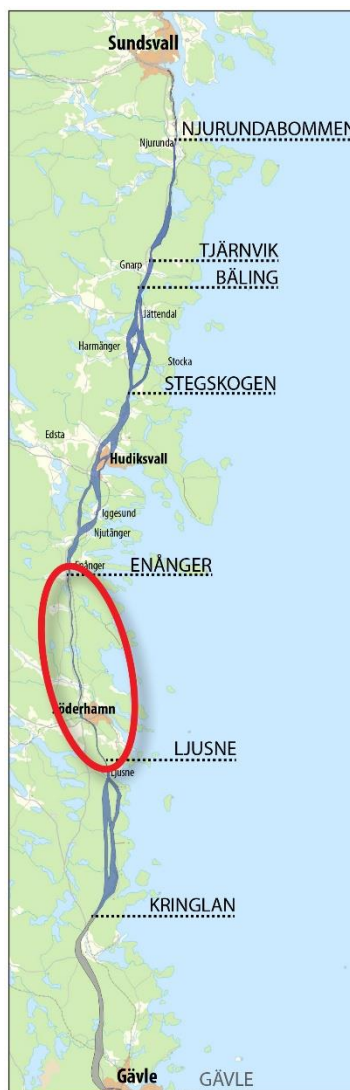 Sundsvall
NJURUNDABOMMEN
Njurunda
TJÄRNVIK
Gnarp
BÄLING
Jättendal
Harmånger
Stocka
STEGSKOGEN
Edsta
Hudiksvall
Iggesund
Njutånger
Enånger
ENÅNGER
Söderhamn
LJUSNE
Ljusne
KRINGLAN
Gävle
GÄVLE